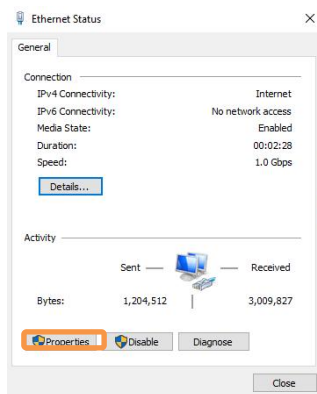 Ethernet Status
General
Connection
IPv4 Connectivity: Internet
IPv6 Connectivity: No network access
Media State: Enabled
Duration: 00:02:28
Speed: 1.0 Gbps
Details...
Activity
Sent Received
Bytes: 1,204,512 3,009,827
Properties Disable Diagnose
Close